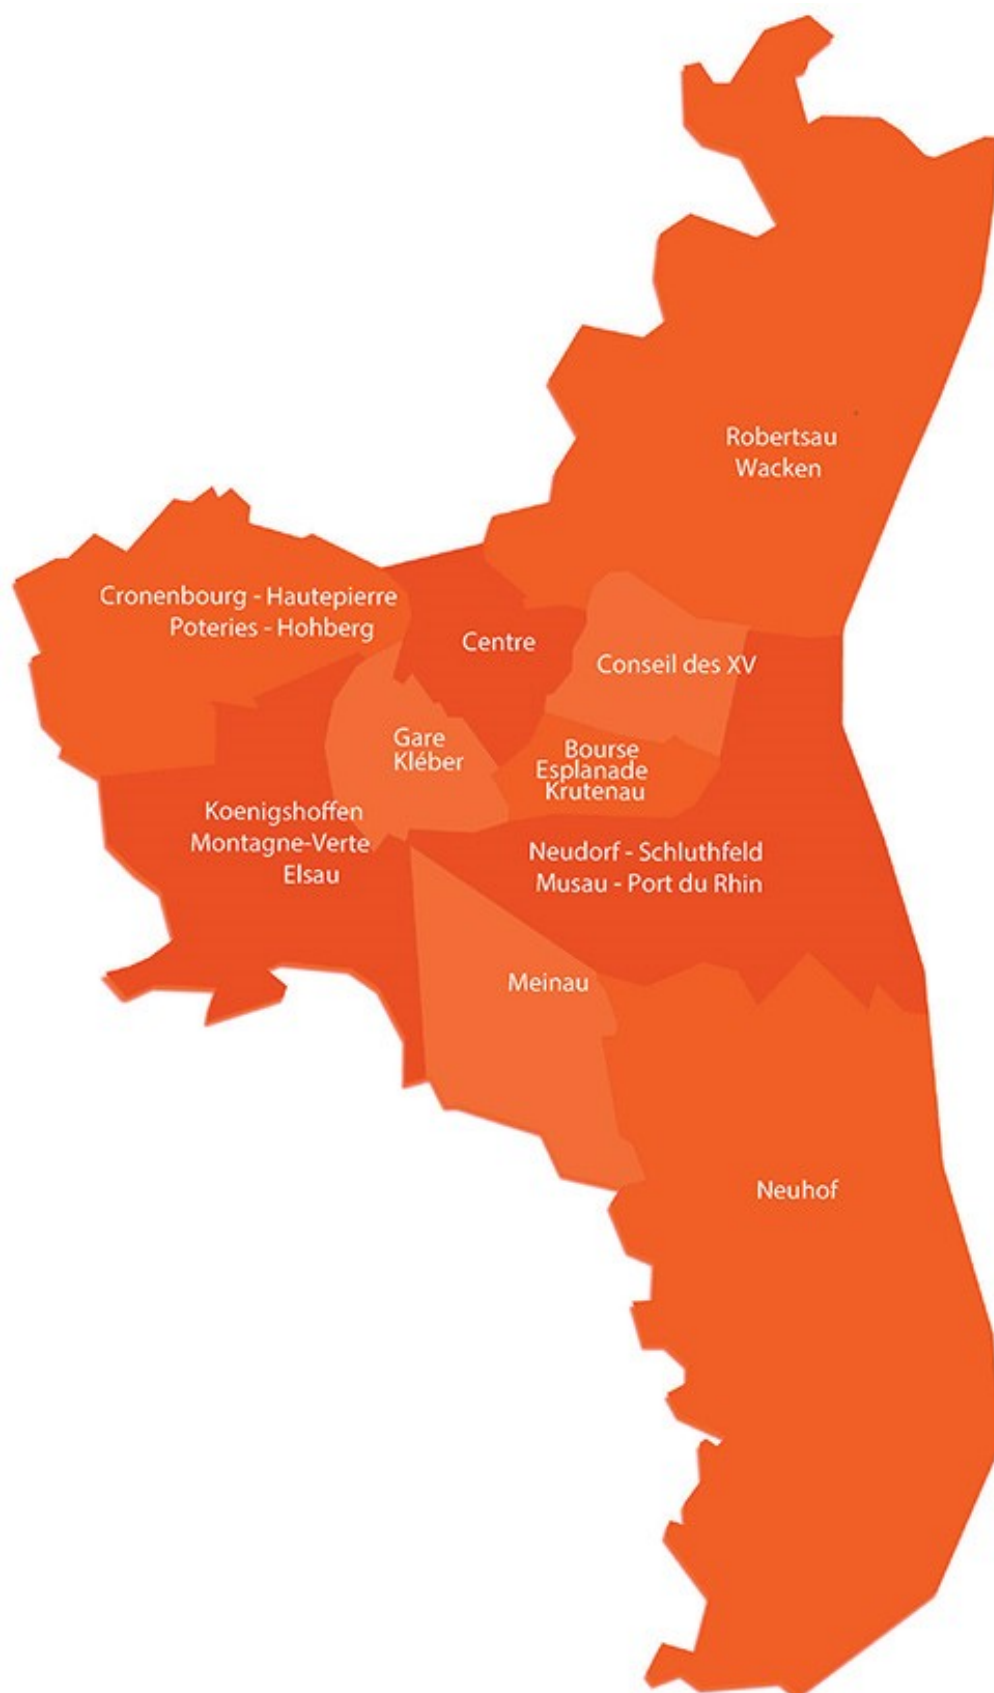 Robertsau
Wacken
Cronenbourg - Hautepierre
Poteries - Hohberg
Centre
Conseil des XV
Gare
Kléber
Bourse
Esplanade
Krutenau
Koenigshoffen
Montagne-Verte
Elsau
Neudorf - Schluthfeld
Musau - Port du Rhin
Meinau
Neuhof